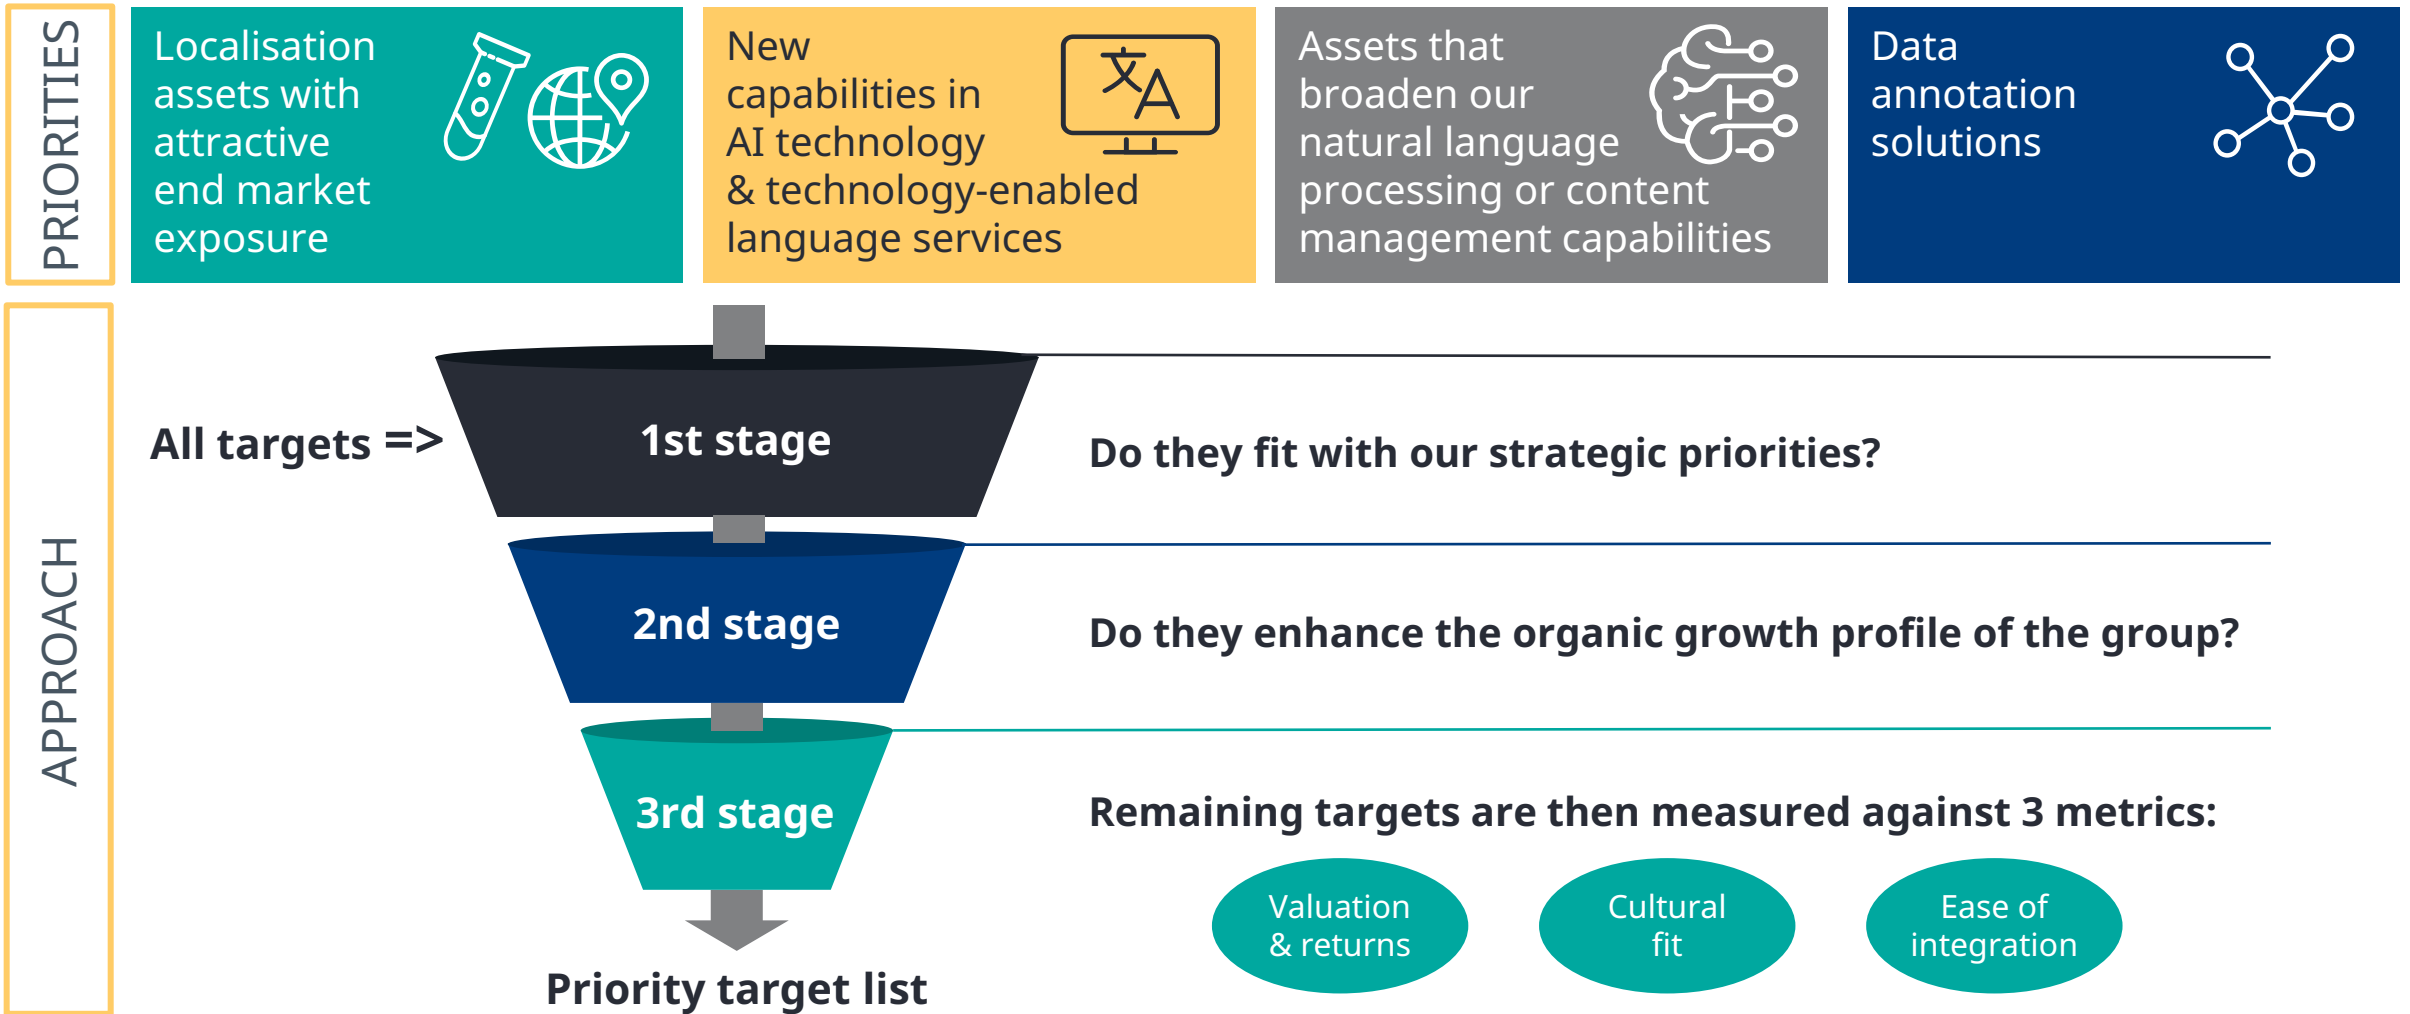 PRIORITIES
Localisation
assets with
attractive
end market
exposure
New
capabilities in
AI technology
& technology-enabled
language services
文A
Assets that
broaden our
natural language
processing or content
management capabilities
Data
annotation
solutions
APPROACH
All targets =>
1st stage
Do they fit with our strategic priorities?
2nd stage
Do they enhance the organic growth profile of the group?
3rd stage
Remaining targets are then measured against 3 metrics:
Valuation
& returns
Cultural
fit
Ease of
integration
Priority target list